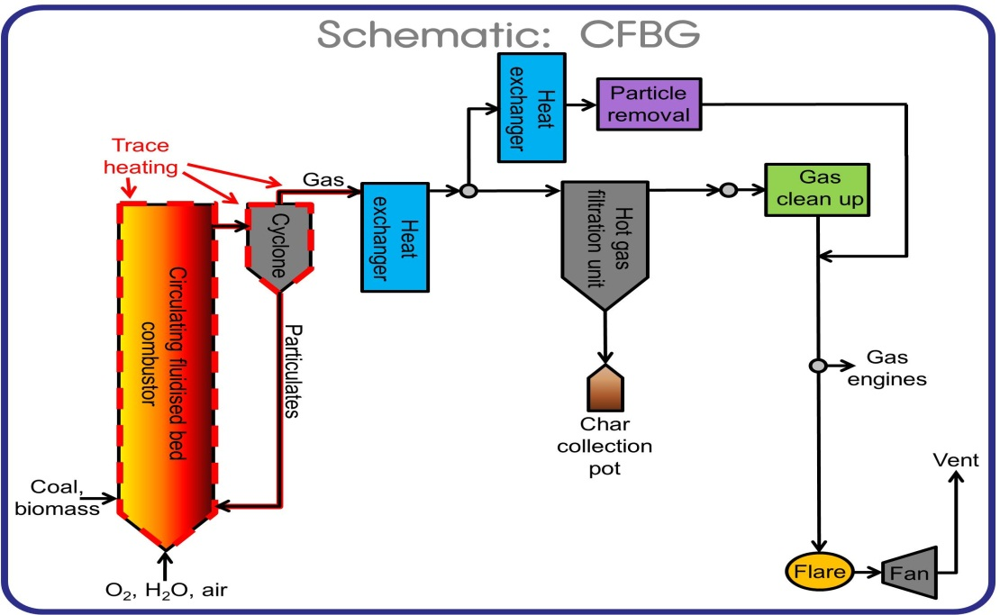 Schematic: CFBG
Heat
exchanger
Particle
removal
Trace
heating
Gas
Heat
exchanger
Cyclone
Hot gas
filtration unit
Gas
clean up
Circulating fluidised bed
combustor
Particulates
Gas
engines
Char
collection
pot
Coal,
biomass
O₂, H₂O, air
Vent
Flare
Fan